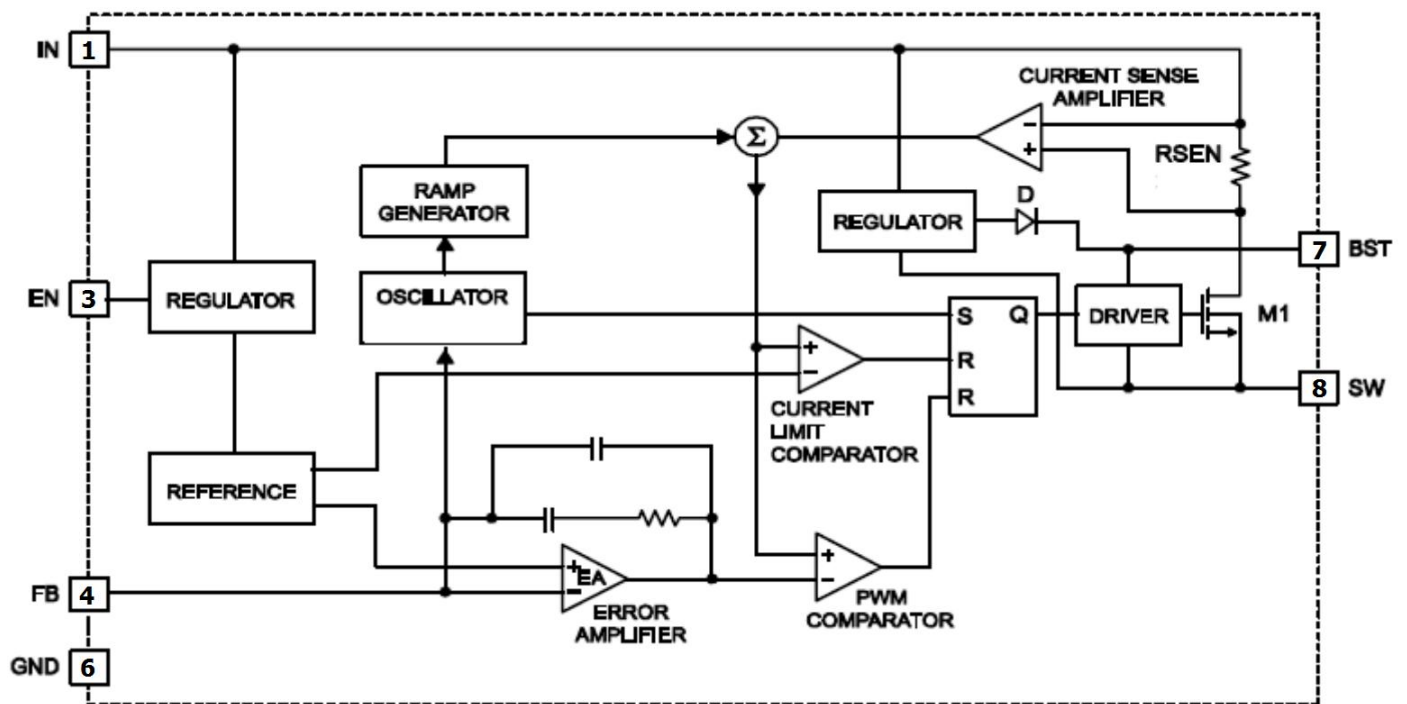 IN 1
CURRENT SENSE
AMPLIFIER
- 
+
Σ
RSEN
RAMP
GENERATOR
D
REGULATOR
7 BST
EN 3
REGULATOR
OSCILLATOR
S Q
DRIVER
M1
+
-
R
R
8 SW
CURRENT
LIMIT
COMPARATOR
REFERENCE
+
-
+
EA
-
FB 4
ERROR
AMPLIFIER
PWM
COMPARATOR
GND 6